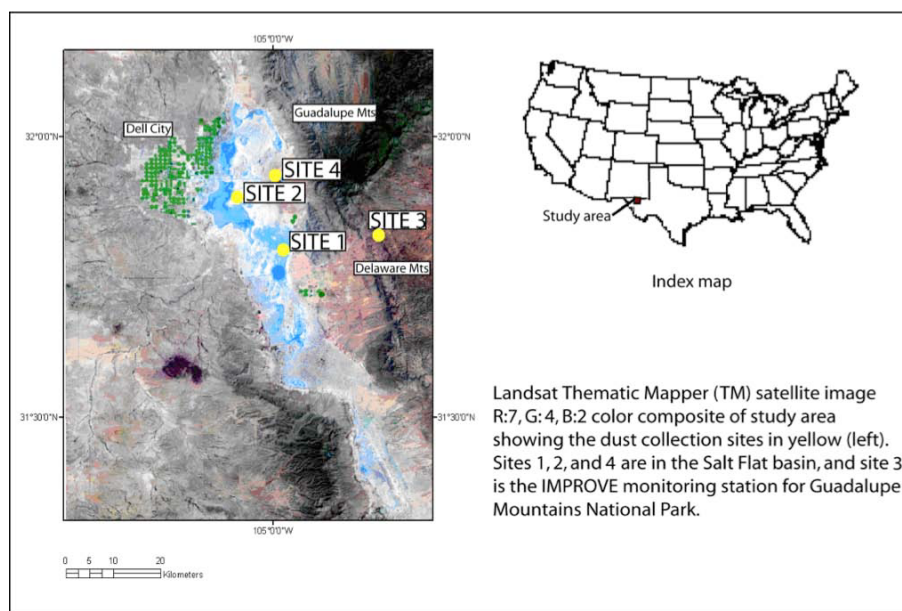 105°0'0"W
Guadalupe Mts
32°0'0"N
32°0'0"N
Dell City
SITE 4
SITE 2
SITE 3
SITE 1
Delaware Mts
31°30'0"N
31°30'0"N
105°0'0"W
0 5 10 20
Kilometers
Study area
Index map
Landsat Thematic Mapper (TM) satellite image
R:7, G: 4, B:2 color composite of study area
showing the dust collection sites in yellow (left).
Sites 1, 2, and 4 are in the Salt Flat basin, and site 3
is the IMPROVE monitoring station for Guadalupe
Mountains National Park.